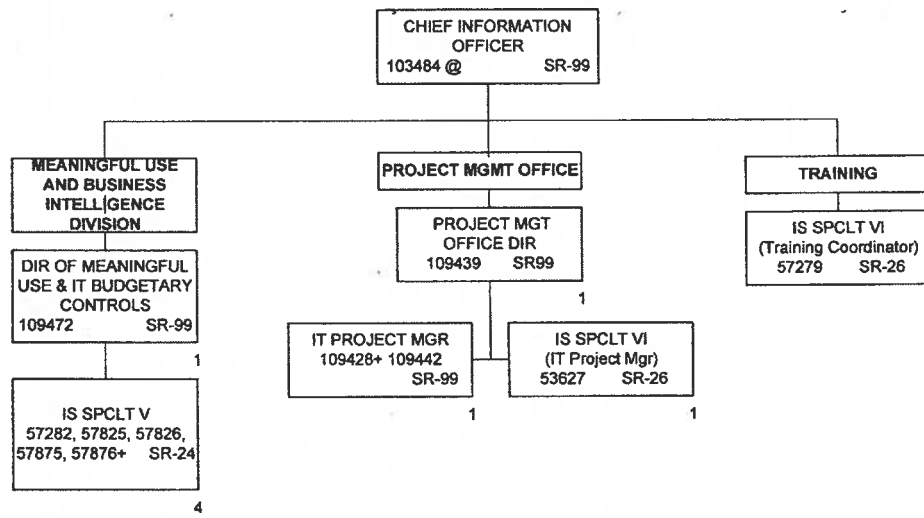 CHIEF INFORMATION
OFFICER
103484 @ SR-99
MEANINGFUL USE
AND BUSINESS
INTELLIGENCE
DIVISION
DIR OF MEANINGFUL
USE & IT BUDGETARY
CONTROLS
109472 SR-99
1
IS SPCLT V
57282, 57825, 57826,
57875, 57876+ SR-24
4
PROJECT MGMT OFFICE
PROJECT MGT
OFFICE DIR
109439 SR99
1
IT PROJECT MGR
109428+ 109442
SR-99
1
IS SPCLT VI
(IT Project Mgr)
53627 SR-26
1
TRAINING
IS SPCLT VI
(Training Coordinator)
57279 SR-26